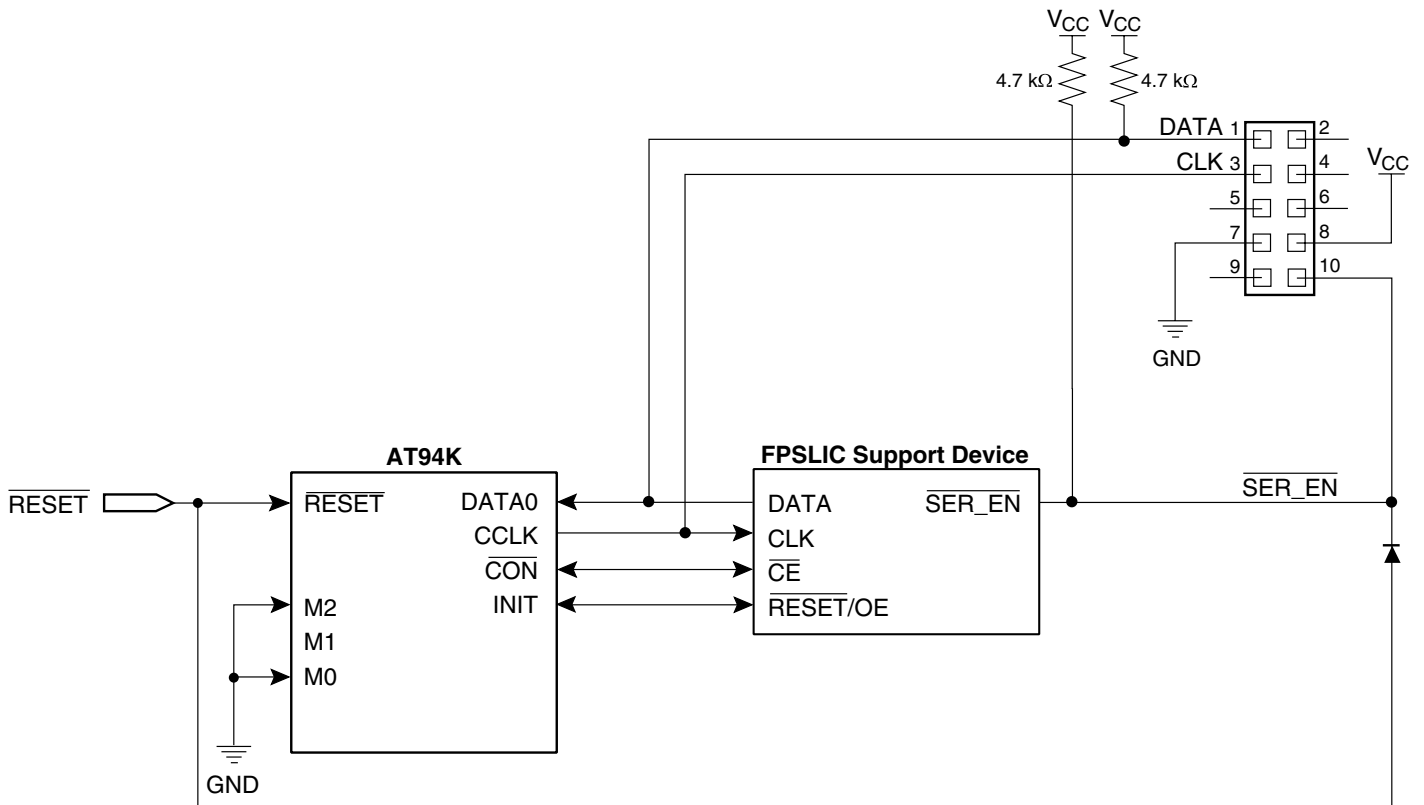 VCC VCC
4.7 kΩ 4.7 kΩ
DATA 1 2
CLK 3 4 VCC
5 6
7 8
9 10
GND
AT94K FPSLIC Support Device
RESET RESET DATA0 DATA SER_EN SER_EN
CCLK CLK
CON CE
M2 INIT RESET/OE
M1
M0
GND